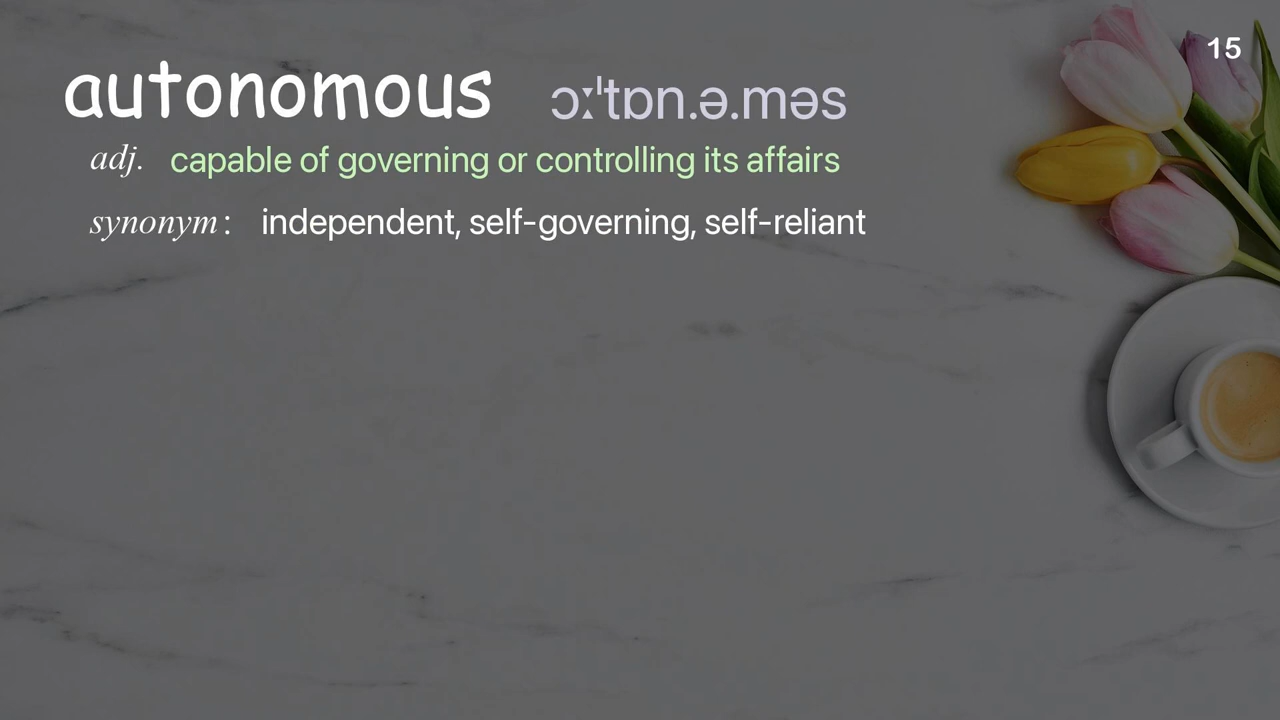 15
autonomous ɔːˈtɒn.ə.məs
adj. capable of governing or controlling its affairs
synonym: independent, self-governing, self-reliant